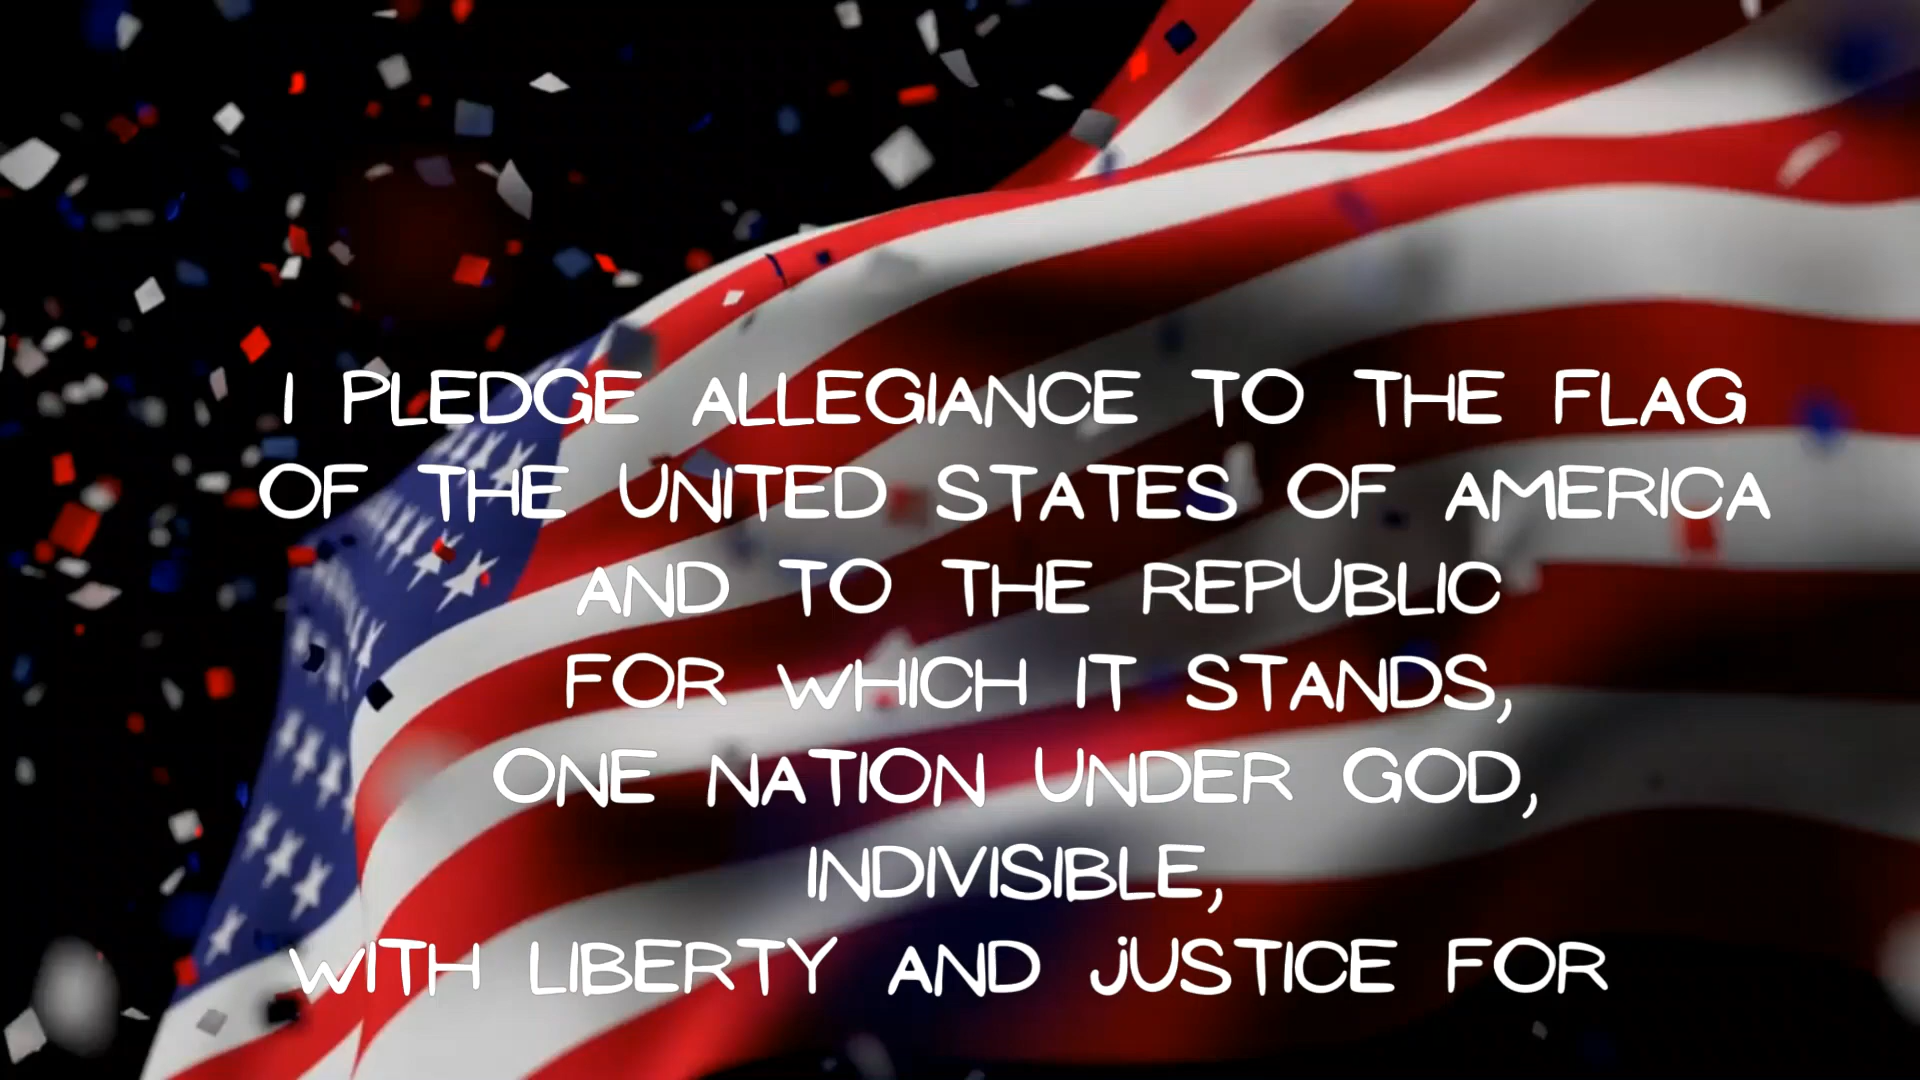 I PLEDGE ALLEGIANCE TO THE FLAG
OF THE UNITED STATES OF AMERICA
AND TO THE REPUBLIC
FOR WHICH IT STANDS,
ONE NATION UNDER GOD,
INDIVISIBLE,
WITH LIBERTY AND JUSTICE FOR